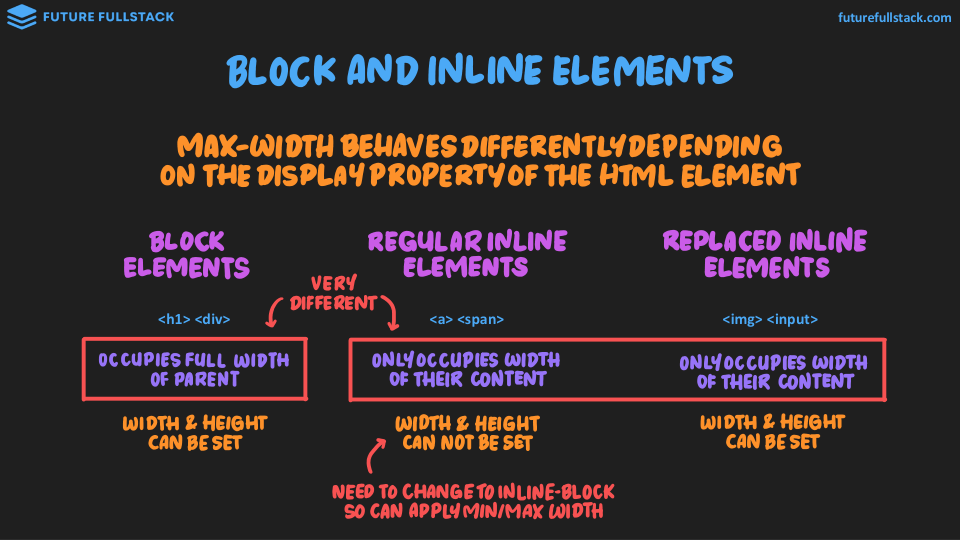 FUTURE FULLSTACK
futurefullstack.com
BLOCK AND INLINE ELEMENTS
MAX-WIDTH BEHAVES DIFFERENTLY DEPENDING
ON THE DISPLAY PROPERTY OF THE HTML ELEMENT
BLOCK
ELEMENTS
REGULAR INLINE
ELEMENTS
REPLACED INLINE
ELEMENTS
VERY
DIFFERENT
<h1> <div>
<a> <span>
<img> <input>
OCCUPIES FULL WIDTH
OF PARENT
ONLY OCCUPIES WIDTH
OF THEIR CONTENT
ONLY OCCUPIES WIDTH
OF THEIR CONTENT
WIDTH & HEIGHT
CAN BE SET
WIDTH & HEIGHT
CAN NOT BE SET
WIDTH & HEIGHT
CAN BE SET
NEED TO CHANGE TO INLINE-BLOCK
SO CAN APPLY MIN/MAX WIDTH